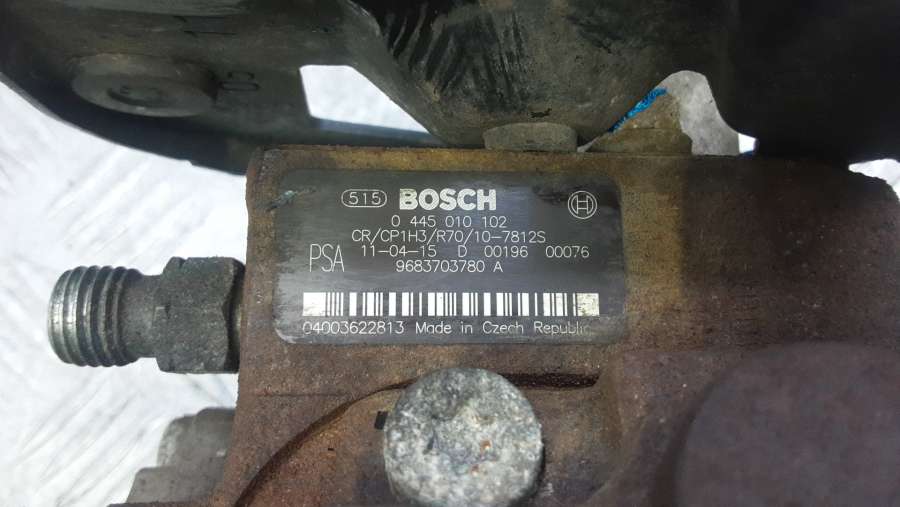 515 BOSCH
0 445 010 102
CR/CP1H3/R70/10-7812S
PSA 11-04-15 D 00196 00076
9683703780 A
04003622813 Made in Czech Republic